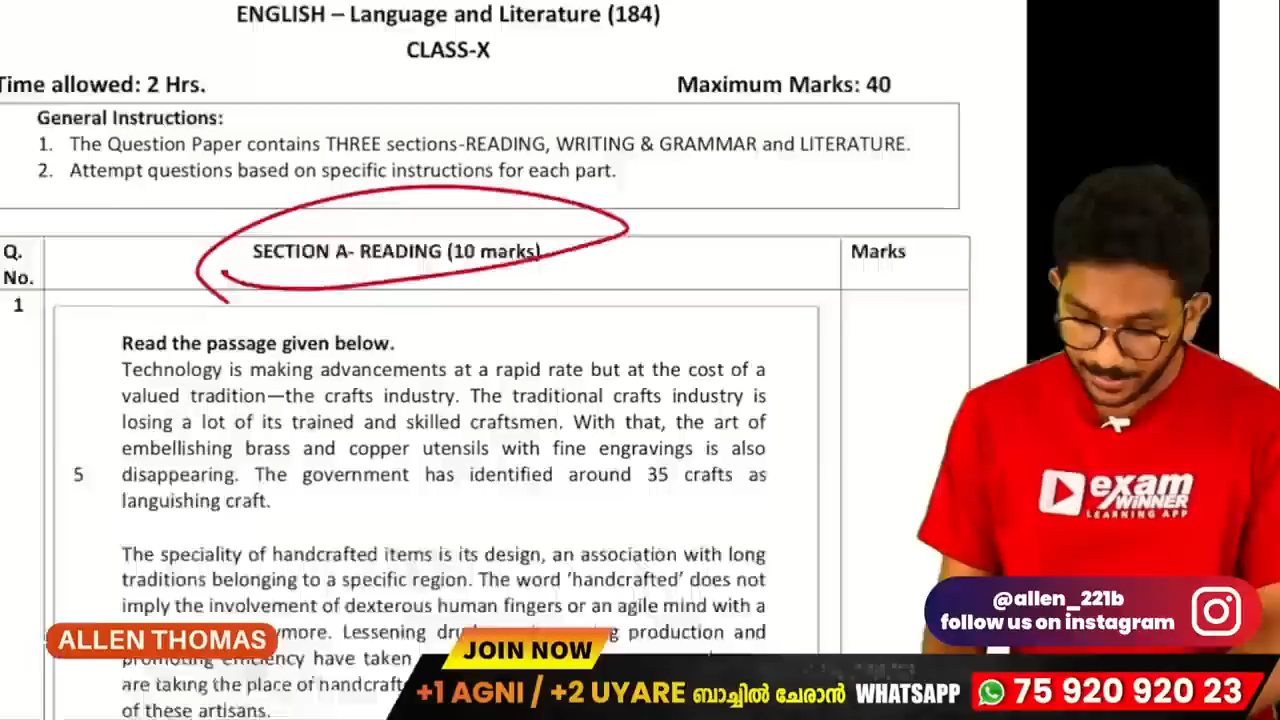 ENGLISH – Language and Literature (184)
CLASS-X
Time allowed: 2 Hrs. Maximum Marks: 40
General Instructions:
1. The Question Paper contains THREE sections-READING, WRITING & GRAMMAR and LITERATURE.
2. Attempt questions based on specific instructions for each part.
Q. No. SECTION A- READING (10 marks) Marks
1
Read the passage given below.
Technology is making advancements at a rapid rate but at the cost of a
valued tradition—the crafts industry. The traditional crafts industry is
losing a lot of its trained and skilled craftsmen. With that, the art of
embellishing brass and copper utensils with fine engravings is also
5 disappearing. The government has identified around 35 crafts as
languishing craft.
The speciality of handcrafted items is its design, an association with long
traditions belonging to a specific region. The word ‘handcrafted’ does not
imply the involvement of dexterous human fingers or an agile mind with a
Lessening production and
have taken
are taking the place of
of these artisans.
exam
WINNER
LEARNING APP
@allen_221b
follow us on instagram
ALLEN THOMAS
JOIN NOW
+1 AGNI / +2 UYARE ബാച്ചിൽ ചേരാൻ WHATSAPP 75 920 920 23